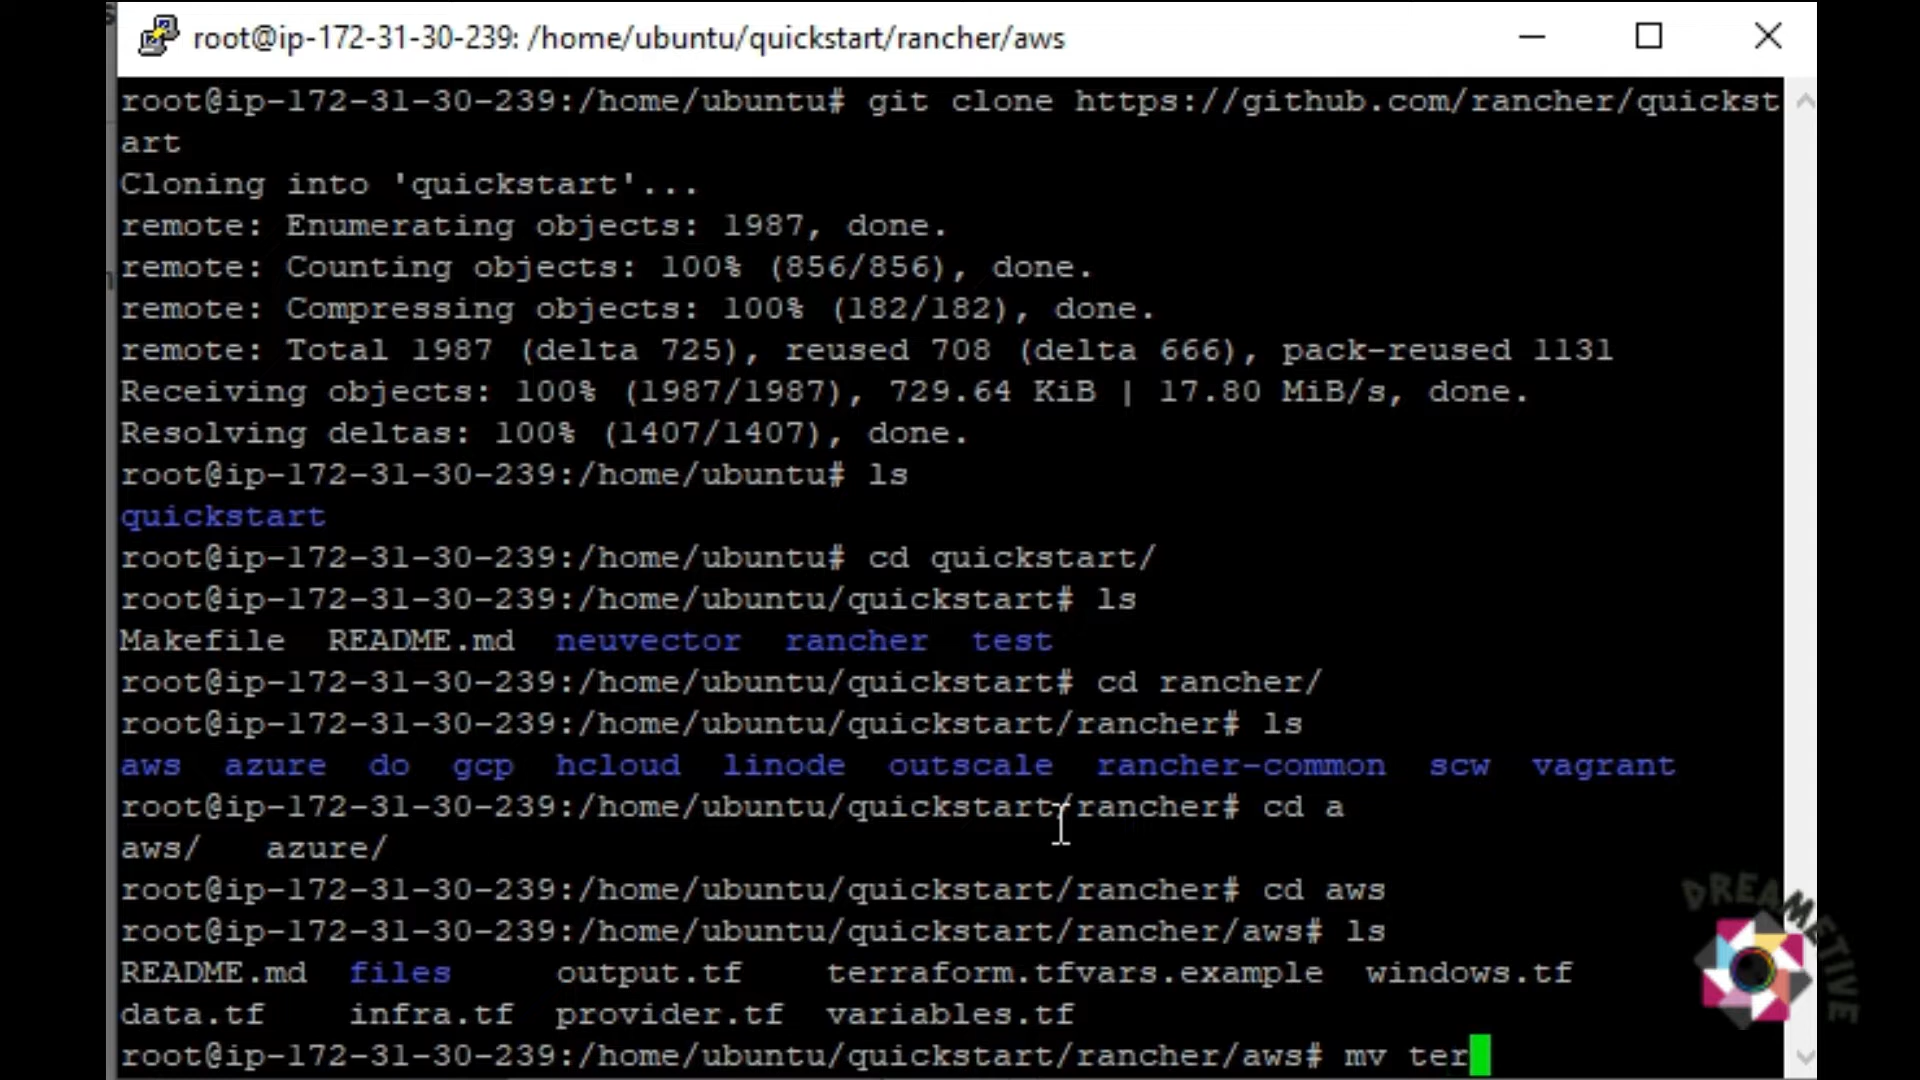 root@ip-172-31-30-239: /home/ubuntu/quickstart/rancher/aws
root@ip-172-31-30-239:/home/ubuntu# git clone https://github.com/rancher/quickst
art
Cloning into 'quickstart'...
remote: Enumerating objects: 1987, done.
remote: Counting objects: 100% (856/856), done.
remote: Compressing objects: 100% (182/182), done.
remote: Total 1987 (delta 725), reused 708 (delta 666), pack-reused 1131
Receiving objects: 100% (1987/1987), 729.64 KiB | 17.80 MiB/s, done.
Resolving deltas: 100% (1407/1407), done.
root@ip-172-31-30-239:/home/ubuntu# ls
quickstart
root@ip-172-31-30-239:/home/ubuntu# cd quickstart/
root@ip-172-31-30-239:/home/ubuntu/quickstart# ls
Makefile  README.md  neuvector  rancher  test
root@ip-172-31-30-239:/home/ubuntu/quickstart# cd rancher/
root@ip-172-31-30-239:/home/ubuntu/quickstart/rancher# ls
aws  azure  do  gcp  hcloud  linode  outscale  rancher-common  scw  vagrant
root@ip-172-31-30-239:/home/ubuntu/quickstart/rancher# cd a
aws/   azure/
root@ip-172-31-30-239:/home/ubuntu/quickstart/rancher# cd aws
root@ip-172-31-30-239:/home/ubuntu/quickstart/rancher/aws# ls
README.md  files     output.tf    terraform.tfvars.example  windows.tf
data.tf    infra.tf  provider.tf  variables.tf
root@ip-172-31-30-239:/home/ubuntu/quickstart/rancher/aws# mv ter
DREAMETIVE